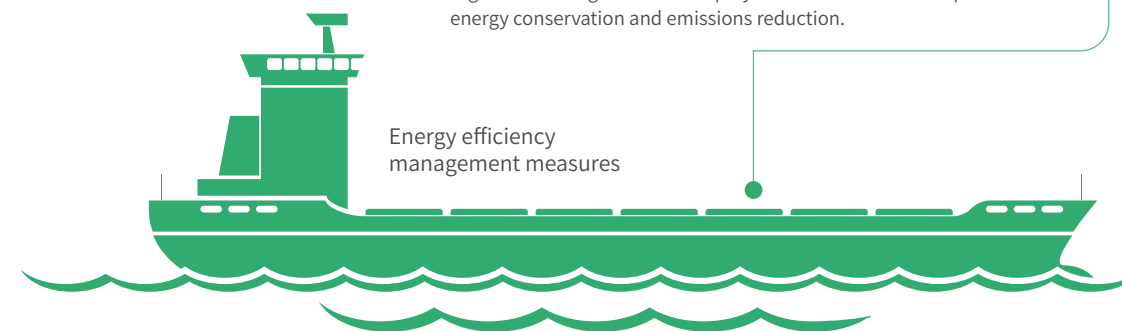 energy conservation and emissions reduction.
Energy efficiency
management measures